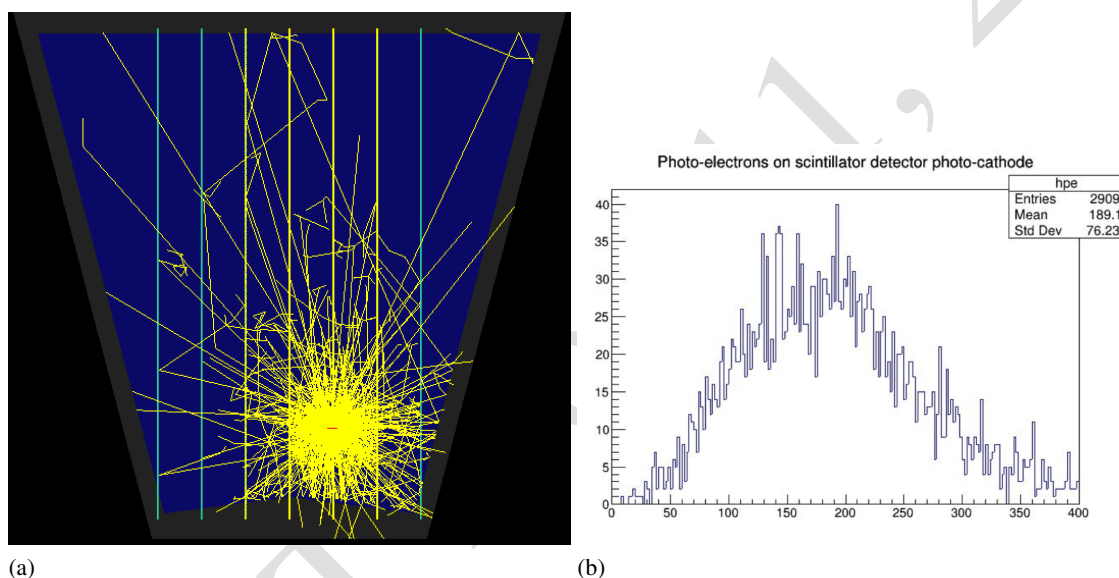 Photo-electrons on scintillator detector photo-cathode
hpe
Entries 2909
Mean 189.1
Std Dev 76.23
40
35
30
25
20
15
10
5
0
0 50 100 150 200 250 300 350 400
(a) (b)